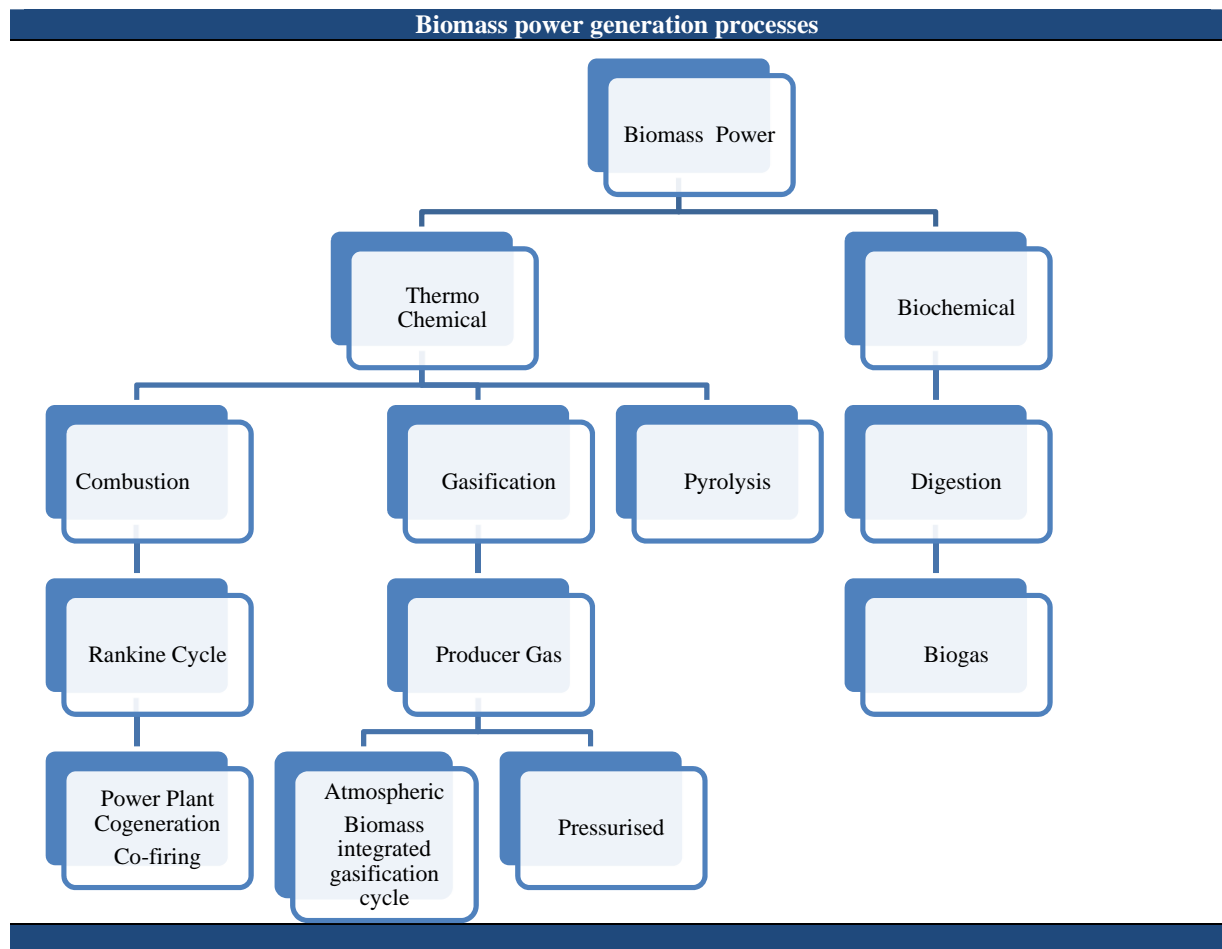 Biomass power generation processes
Biomass Power
Thermo
Chemical
Biochemical
Combustion
Gasification
Pyrolysis
Digestion
Rankine Cycle
Producer Gas
Biogas
Power Plant
Cogeneration
Co-firing
Atmospheric
Biomass
integrated
gasification
cycle
Pressurised